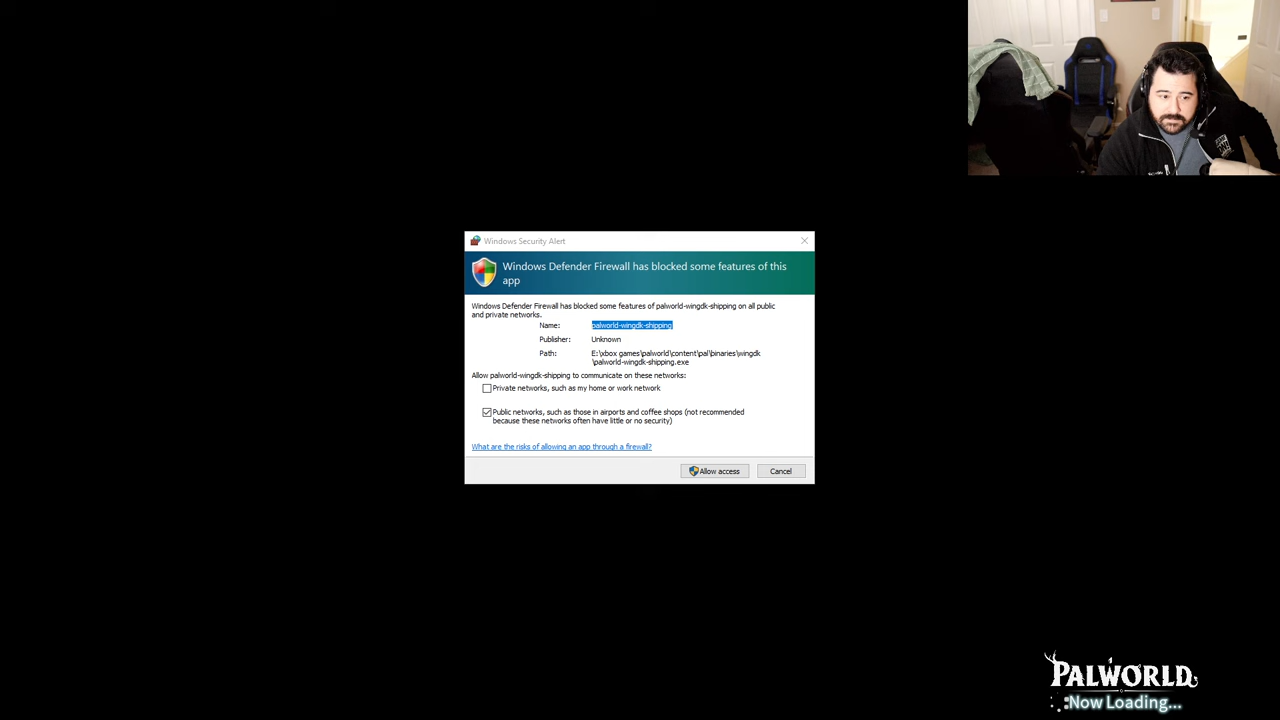 Windows Security Alert
Windows Defender Firewall has blocked some features of this
app
Windows Defender Firewall has blocked some features of palworld-wingdk-shipping on all public
and private networks.
Name: palworld-wingdk-shipping
Publisher: Unknown
Path: E:\xbox games\palworld\content\pal\binaries\wingdk
\palworld-wingdk-shipping.exe
Allow palworld-wingdk-shipping to communicate on these networks:
Private networks, such as my home or work network
Public networks, such as those in airports and coffee shops (not recommended
because these networks often have little or no security)
What are the risks of allowing an app through a firewall?
Allow access Cancel
PALWORLD
Now Loading...